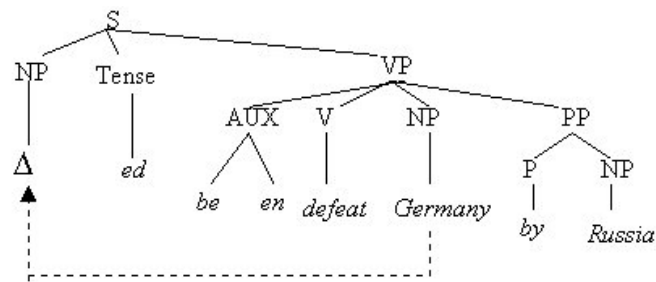 S
NP Tense VP
AUX V NP PP
Δ ed P NP
be en defeat Germany by Russia